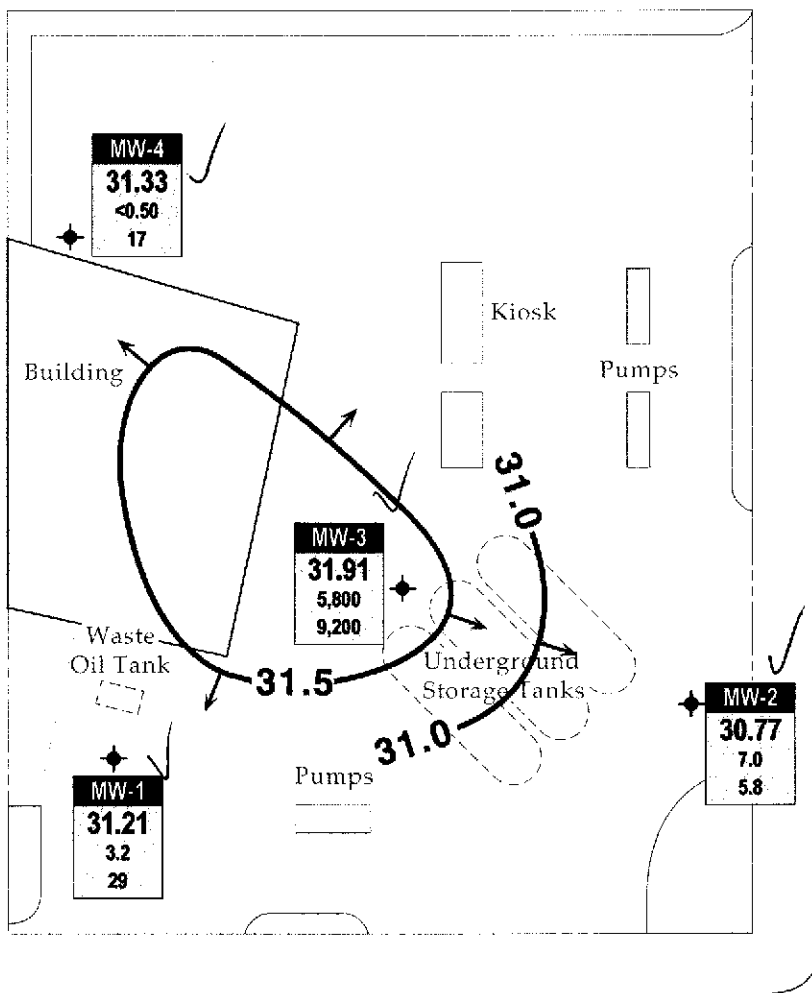 MW-4
31.33
<0.50
17
Kiosk
Building
Pumps
31.0
MW-3
31.91
5,800
9,200
Waste
Oil Tank
31.5
Underground
Storage Tanks
31.0
MW-2
30.77
7.0
5.8
Pumps
MW-1
31.21
3.2
29